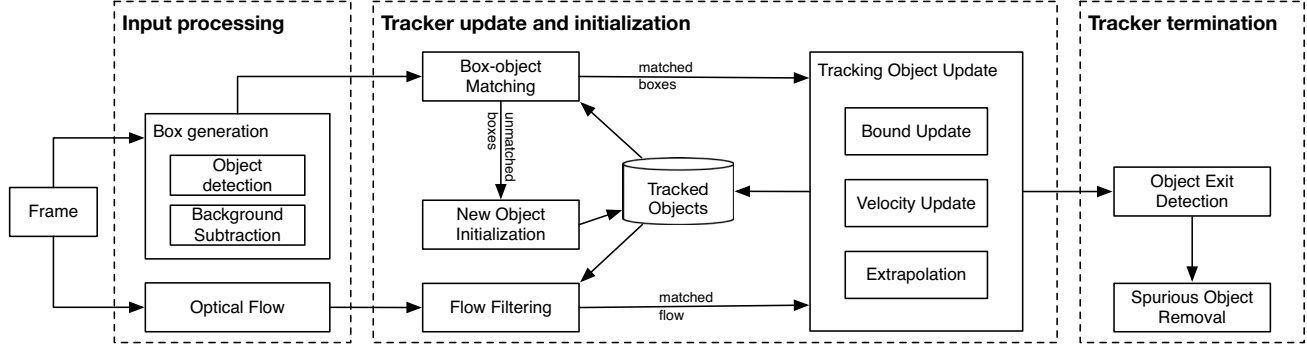 Input processing
Tracker update and initialization
Tracker termination
Frame
Box generation
Object
detection
Background
Subtraction
Optical Flow
Box-object
Matching
matched
boxes
unmatched
boxes
New Object
Initialization
Tracked
Objects
Flow Filtering
matched
flow
Tracking Object Update
Bound Update
Velocity Update
Extrapolation
Object Exit
Detection
Spurious Object
Removal